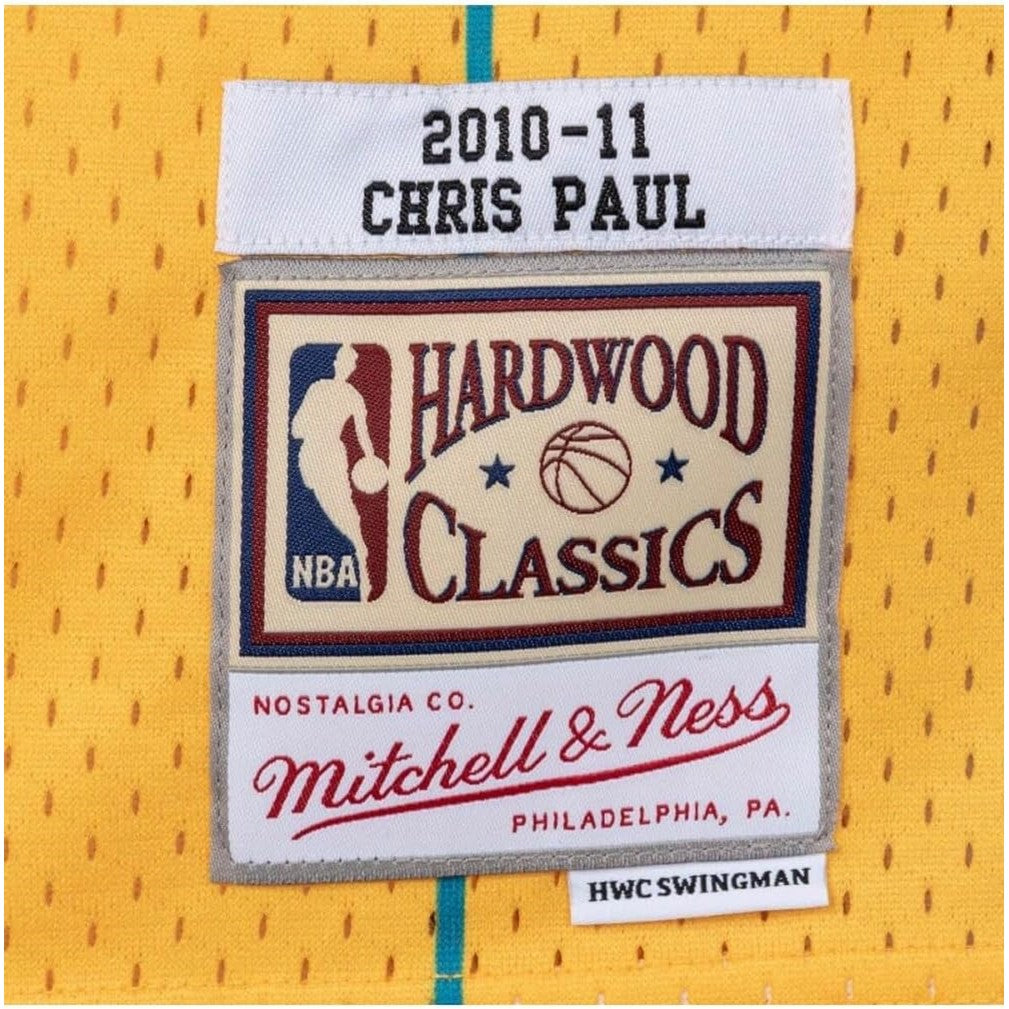 2010-11
CHRIS PAUL
HARDWOOD
CLASSICS
NBA
NOSTALGIA CO.
Mitchell & Ness
PHILADELPHIA, PA.
HWC SWINGMAN